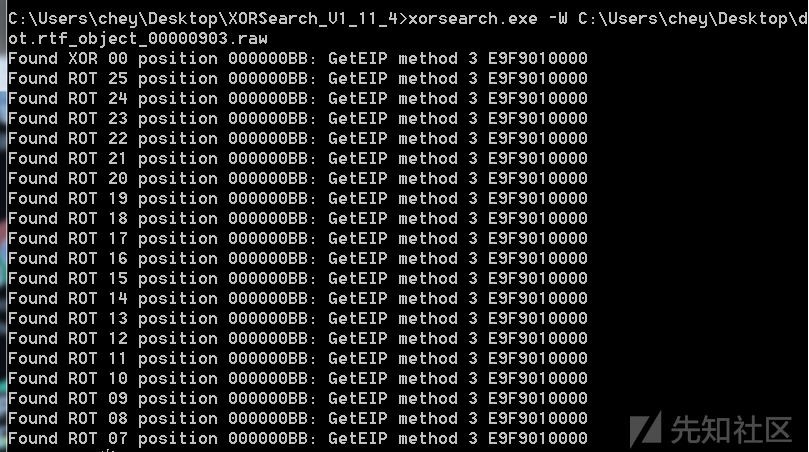 C:\Users\chey\Desktop\XORSearch_V1_11_4>xorsearch.exe -W C:\Users\chey\Desktop\d
ot.rtf_object_00000903.raw
Found XOR 00 position 000000BB: GetEIP method 3 E9F9010000
Found ROT 25 position 000000BB: GetEIP method 3 E9F9010000
Found ROT 24 position 000000BB: GetEIP method 3 E9F9010000
Found ROT 23 position 000000BB: GetEIP method 3 E9F9010000
Found ROT 22 position 000000BB: GetEIP method 3 E9F9010000
Found ROT 21 position 000000BB: GetEIP method 3 E9F9010000
Found ROT 20 position 000000BB: GetEIP method 3 E9F9010000
Found ROT 19 position 000000BB: GetEIP method 3 E9F9010000
Found ROT 18 position 000000BB: GetEIP method 3 E9F9010000
Found ROT 17 position 000000BB: GetEIP method 3 E9F9010000
Found ROT 16 position 000000BB: GetEIP method 3 E9F9010000
Found ROT 15 position 000000BB: GetEIP method 3 E9F9010000
Found ROT 14 position 000000BB: GetEIP method 3 E9F9010000
Found ROT 13 position 000000BB: GetEIP method 3 E9F9010000
Found ROT 12 position 000000BB: GetEIP method 3 E9F9010000
Found ROT 11 position 000000BB: GetEIP method 3 E9F9010000
Found ROT 10 position 000000BB: GetEIP method 3 E9F9010000
Found ROT 09 position 000000BB: GetEIP method 3 E9F9010000
Found ROT 08 position 000000BB: GetEIP method 3 E9F9010000
Found ROT 07 position 000000BB: GetEIP method 3 E9F9010000
先知社区